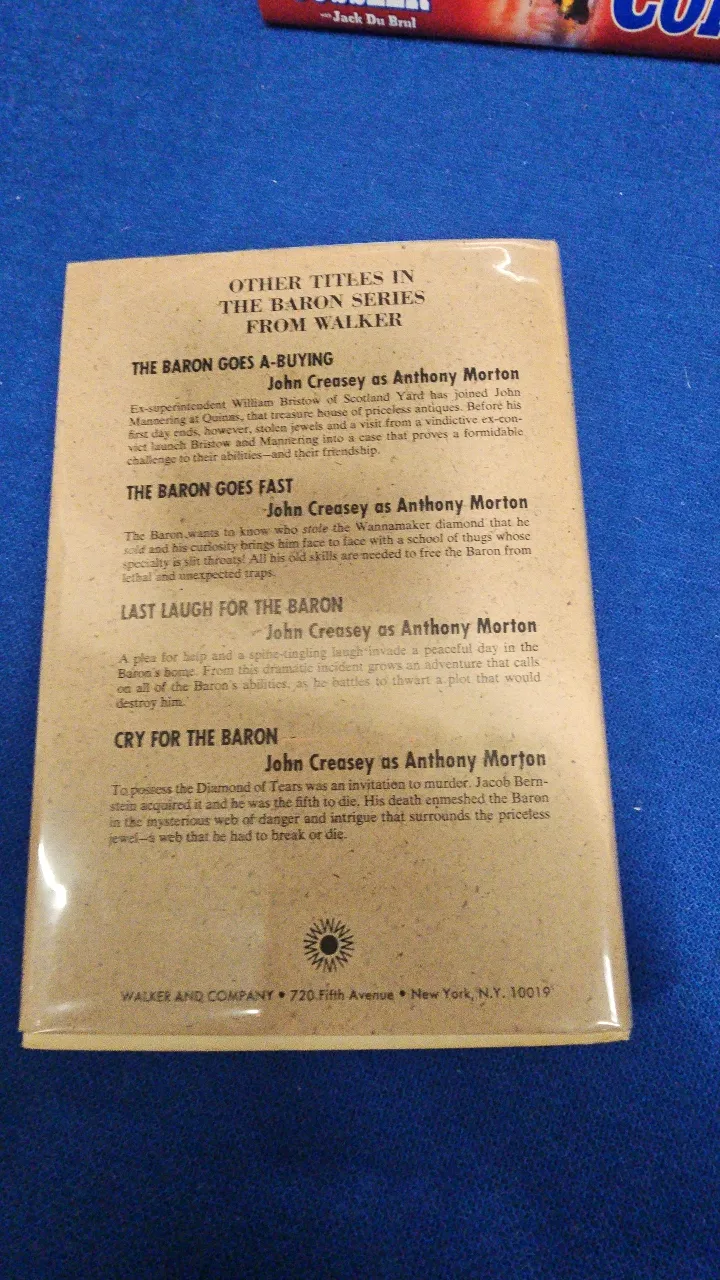 — Jack Du Brul
OTHER TITLES IN
THE BARON SERIES
FROM WALKER
THE BARON GOES A-BUYING
John Creasey as Anthony Morton
Ex-superintendent William Bristow of Scotland Yard has joined John
Mannering at Quinns, that treasure house of priceless antiques. Before his
first day ends, however, stolen jewels and a visit from a vindictive ex-con-
vict launch Bristow and Mannering into a case that proves a formidable
challenge to their abilities—and their friendship.
THE BARON GOES FAST
John Creasey as Anthony Morton
The Baron wants to know who stole the Wannamaker diamond that he
sold and his curiosity brings him face to face with a school of thugs whose
specialty is slit throats! All his old skills are needed to free the Baron from
lethal and unexpected traps.
LAST LAUGH FOR THE BARON
John Creasey as Anthony Morton
A plea for help and a spine-tingling laugh invade a peaceful day in the
Baron's home. From this dramatic incident grows an adventure that calls
on all of the Baron's abilities, as he battles to thwart a plot that would
destroy him.
CRY FOR THE BARON
John Creasey as Anthony Morton
To possess the Diamond of Tears was an invitation to murder. Jacob Bern-
stein acquired it and he was the fifth to die. His death enmeshed the Baron
in the mysterious web of danger and intrigue that surrounds the priceless
jewel—a web that he had to break or die.
WALKER AND COMPANY • 720 Fifth Avenue • New York, N.Y. 10019